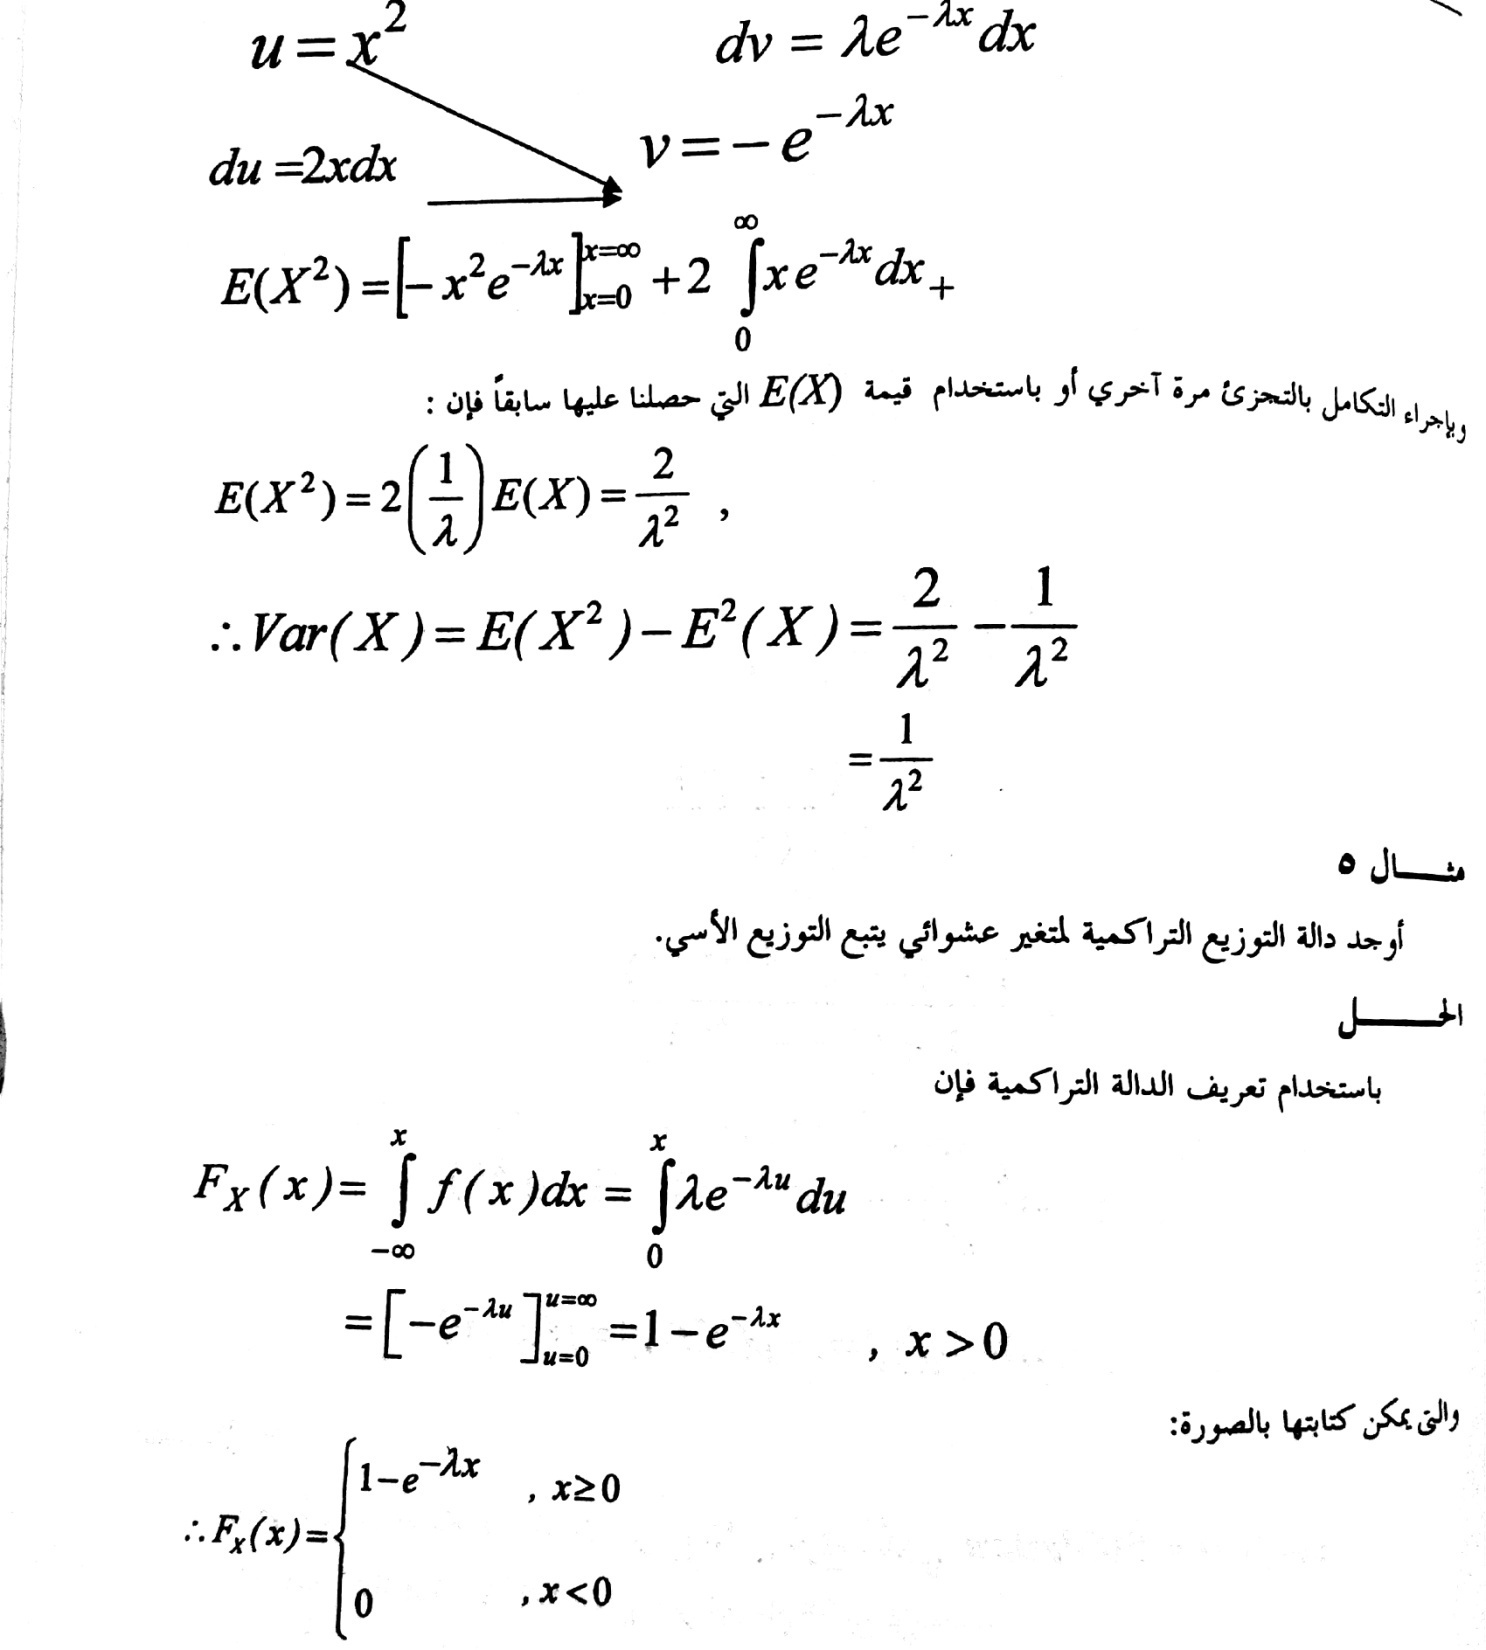 u = x²    dv = λe^{-λx} dx
du = 2xdx    v = -e^{-λx}
E(X²) = [-x²e^{-λx}]_{x=0}^{x=∞} + 2 ∫_0^∞ x e^{-λx} dx +
وبإجراء التكامل بالتجزئ مرة آخري أو باستخدام قيمة E(X) التي حصلنا عليها سابقاً فإن :
E(X²) = 2(1/λ) E(X) = 2/λ² ,
∴ Var(X) = E(X²) - E²(X) = 2/λ² - 1/λ²
= 1/λ²
مثـــال ٥
أوجد دالة التوزيع التراكمية لمتغير عشوائي يتبع التوزيع الأسي.
الحــــل
باستخدام تعريف الدالة التراكمية فإن
F_X(x) = ∫_{-∞}^x f(x)dx = ∫_0^x λe^{-λu} du
= [-e^{-λu}]_{u=0}^{u=∞} = 1 - e^{-λx} , x > 0
والتى يمكن كتابتها بالصورة:
1 - e^{-λx} , x ≥ 0
∴ F_X(x) = {
0 , x < 0